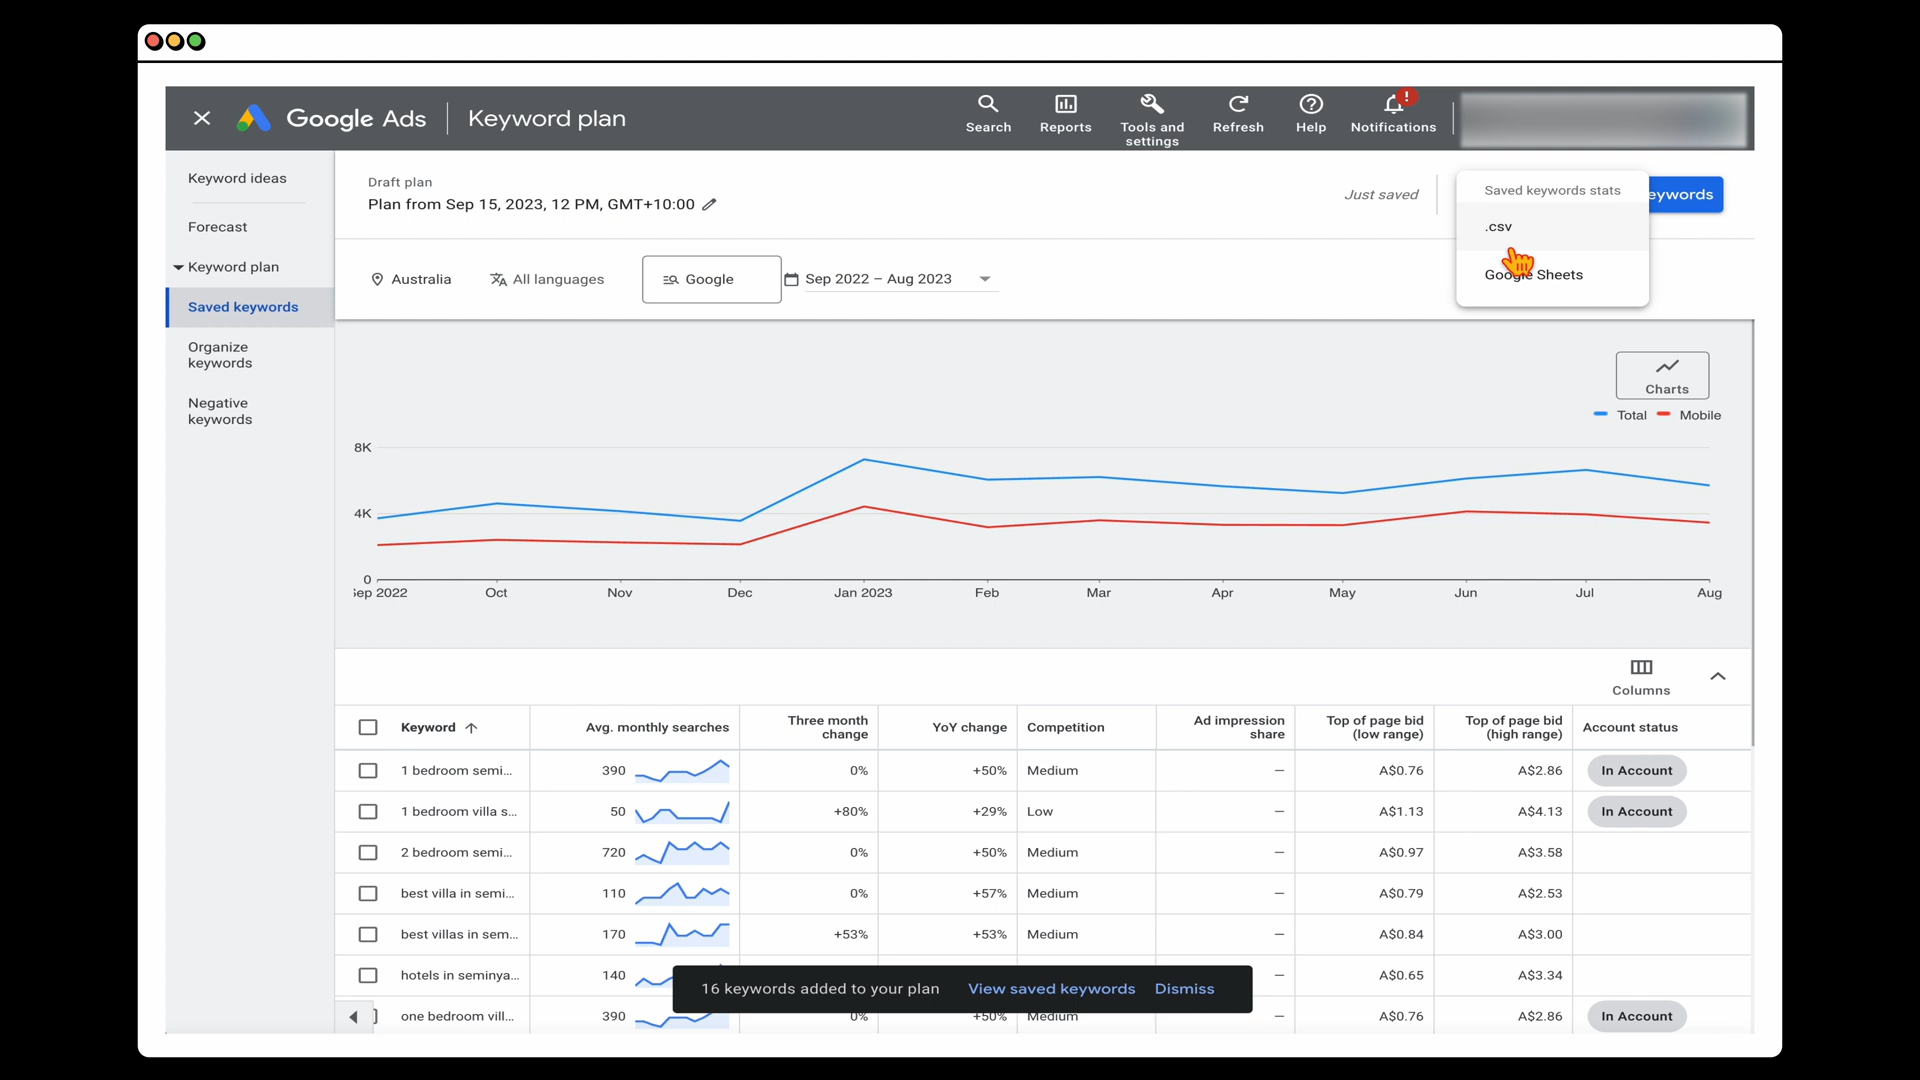 Google Ads
Keyword plan
Search
Reports
Tools and
settings
Refresh
Help
!
Notifications
Keyword ideas
Forecast
Keyword plan
Saved keywords
Organize
keywords
Negative
keywords
Draft plan
Plan from Sep 15, 2023, 12 PM, GMT+10:00
Just saved
eywords
Saved keywords stats
.csv
Google Sheets
Australia
All languages
Google
Sep 2022 – Aug 2023
Charts
Total
Mobile
8K
4K
0
Sep 2022
Oct
Nov
Dec
Jan 2023
Feb
Mar
Apr
May
Jun
Jul
Aug
Columns
Keyword Avg. monthly searches Three month change YoY change Competition Ad impression share Top of page bid (low range) Top of page bid (high range) Account status
1 bedroom semi... 390 0% +50% Medium – A$0.76 A$2.86 In Account
1 bedroom villa s... 50 +80% +29% Low – A$1.13 A$4.13 In Account
2 bedroom semi... 720 0% +50% Medium – A$0.97 A$3.58
best villa in semi... 110 0% +57% Medium – A$0.79 A$2.53
best villas in sem... 170 +53% +53% Medium – A$0.84 A$3.00
hotels in seminya... 140 – A$0.65 A$3.34
16 keywords added to your plan View saved keywords Dismiss
one bedroom vill... 390 0% +50% Medium – A$0.76 A$2.86 In Account